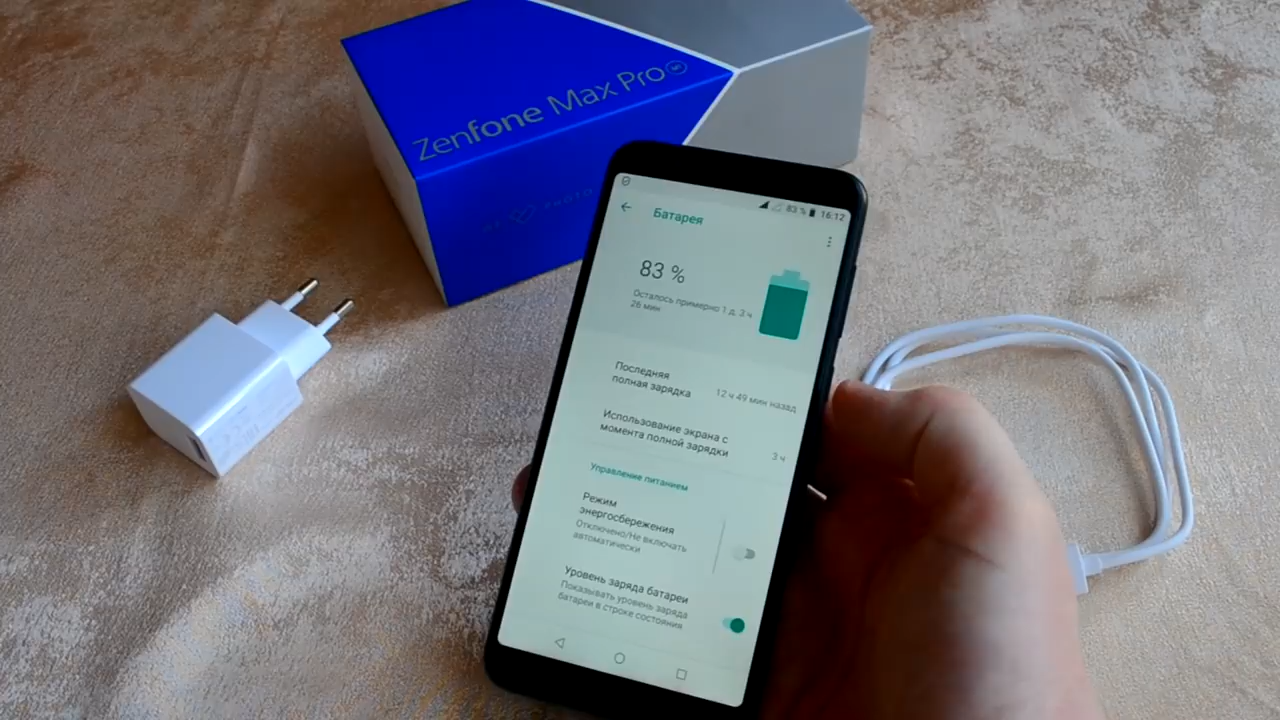 Zenfone Max Pro
PHOTO
83 % 16:12
Батарея
83 %
Осталось примерно 1 д. 3 ч
26 мин
Последняя
полная зарядка
12 ч 49 мин назад
Использование экрана с
момента полной зарядки
3 ч
Управление питанием
Режим
энергосбережения
Отключено/Не включать
автоматически
Уровень заряда батареи
Показывать уровень заряда
батареи в строке состояния